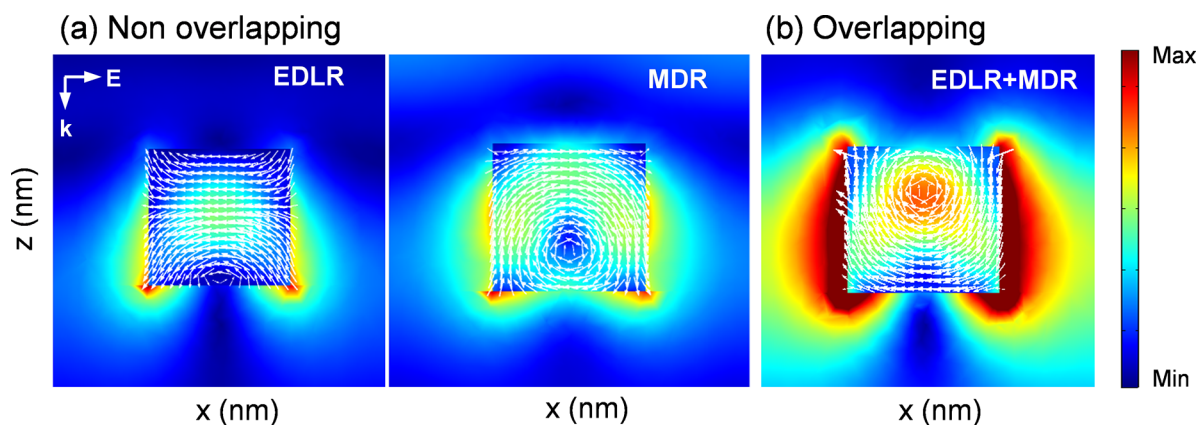 (a) Non overlapping
(b) Overlapping
E
k
EDLR
MDR
EDLR+MDR
Max
Min
z (nm)
x (nm)
x (nm)
x (nm)